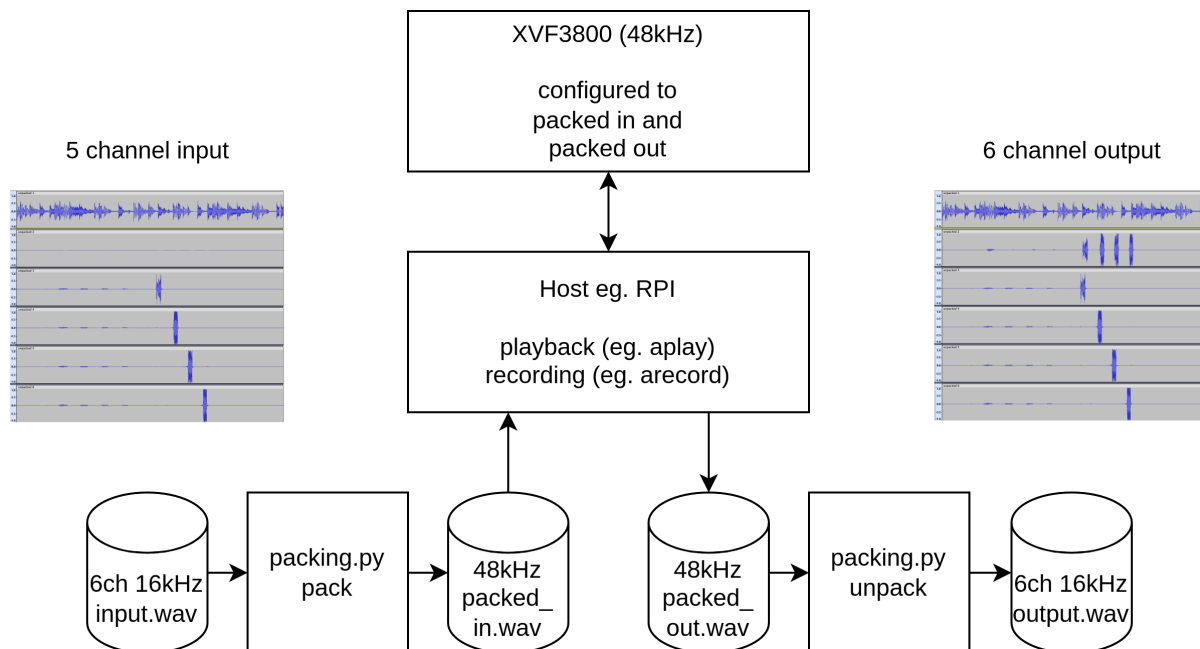 XVF3800 (48kHz)
configured to
packed in and
packed out
5 channel input
6 channel output
Host eg. RPI
playback (eg. aplay)
recording (eg. arecord)
6ch 16kHz
input.wav
packing.py
pack
48kHz
packed_
in.wav
48kHz
packed_
out.wav
packing.py
unpack
6ch 16kHz
output.wav